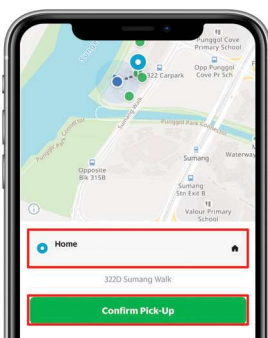 Punggol Cove
Primary School
Opp Punggol
Cove Pr Sch
322 Carpark
Sumang Walk
Punggol Park Connector
Punggol Park Connector
Sumang
Waterway
Opposite
Blk 315B
Sumang
Stn Exit B
Valour Primary
School
Home
322D Sumang Walk
Confirm Pick-Up